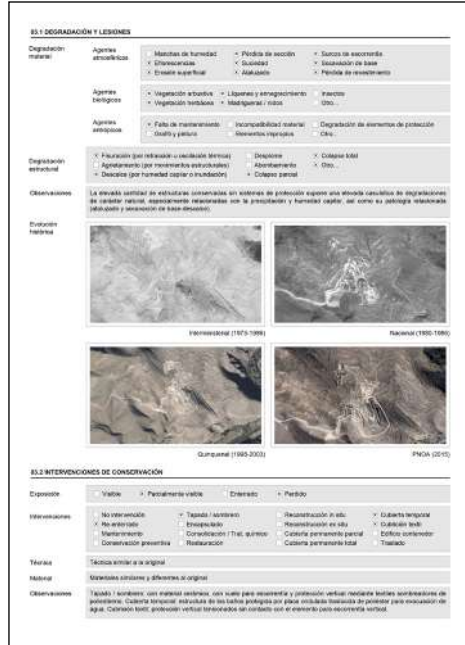 03.1 DEGRADACIÓN Y LESIONES
Degradación material
Agentes atmosféricos
Manchas de humedad × Pérdida de sección × Surcos de escorrentía
× Eflorescencias × Suciedad × Socavación de base
× Erosión superficial × Ataluzado × Pérdida de revestimiento
Agentes biológicos
× Vegetación arbustiva × Líquenes y ennegrecimiento Insectos
× Vegetación herbácea × Madrigueras / nidos Otro...
Agentes antrópicos
× Falta de mantenimiento Incompatibilidad material Degradación de elementos de protección
Grafiti y pintura Elementos impropios Otro...
Degradación estructural
× Fisuración (por retracción u oscilación térmica) Desplome × Colapso total
Agrietamiento (por movimientos estructurales) Abombamiento × Otro...
× Descalce (por humedad capilar o inundación) × Colapso parcial
Observaciones
La elevada cantidad de estructuras conservadas sin sistemas de protección supone una elevada casuística de degradaciones
de carácter natural, especialmente relacionadas con la precipitación y humedad capilar, así como su patología relacionada
(ataluzado y socavación de base-descalce).
Evolución histórica
Interministerial (1973-1986)
Nacional (1980-1986)
Quinquenal (1998-2003)
PNOA (2015)
03.2 INTERVENCIONES DE CONSERVACIÓN
Exposición
Visible × Parcialmente visible Enterrado × Perdido
Intervenciones
No intervención × Tapado / sombrero Reconstrucción in situ × Cubierta temporal
× Re-enterrado Encapsulado Reconstrucción ex situ × Cubrición textil
Mantenimiento Consolidación / Trat. químico Cubierta permanente parcial Edificio contenedor
Conservación preventiva Restauración Cubierta permanente total Traslado
Técnica
Técnica similar a la original
Material
Materiales similares y diferentes al original
Observaciones
Tapado / sombrero: con material cerámico, con vuelo para escorrentía y protección vertical mediante textiles sombreadores de
polietileno. Cubierta temporal: estructura de los baños protegida por placa ondulada traslúcida de poliéster para evacuación de
agua. Cubrición textil: protección vertical tensionados sin contacto con el elemento para escorrentía vertical.